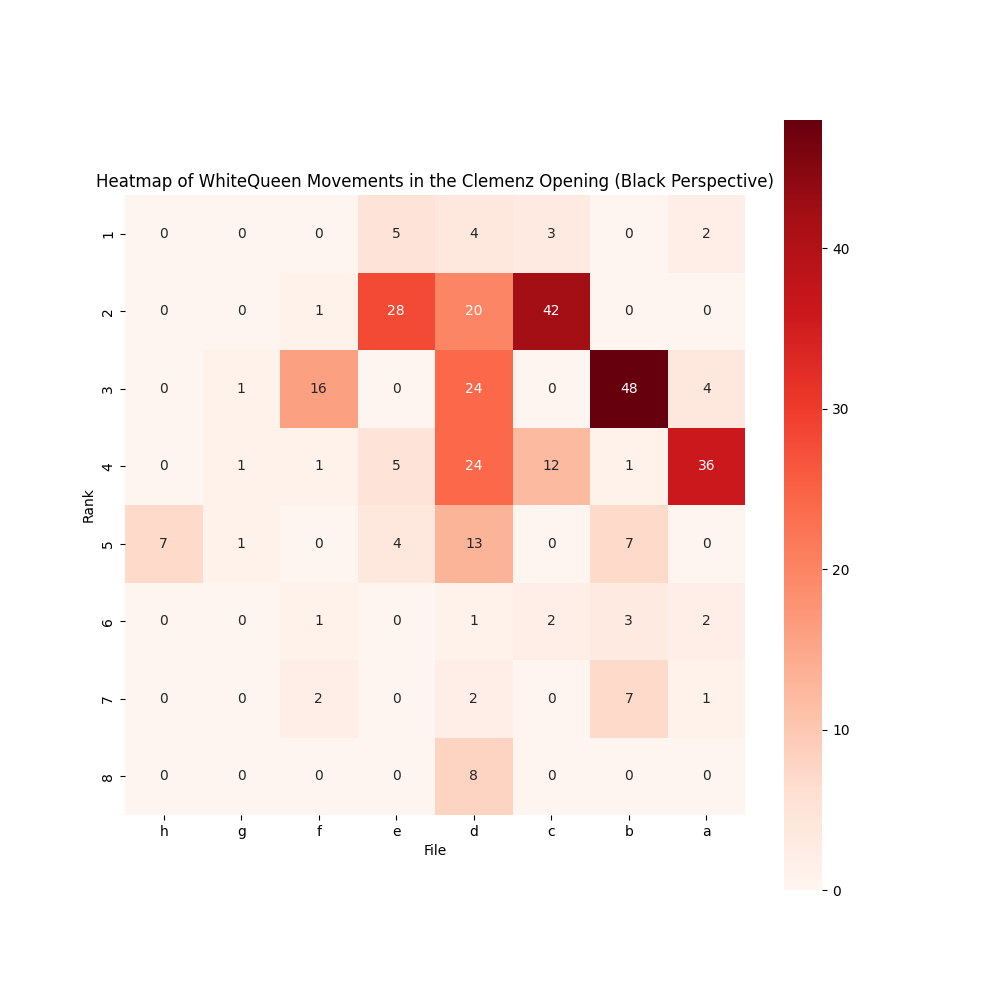 Heatmap of WhiteQueen Movements in the Clemenz Opening (Black Perspective)
1 0 0 0 5 4 3 0 2
2 0 0 1 28 20 42 0 0
3 0 1 16 0 24 0 48 4
4 0 1 1 5 24 12 1 36
5 7 1 0 4 13 0 7 0
6 0 0 1 0 1 2 3 2
7 0 0 2 0 2 0 7 1
8 0 0 0 0 8 0 0 0
Rank
h g f e d c b a
File
40
30
20
10
0